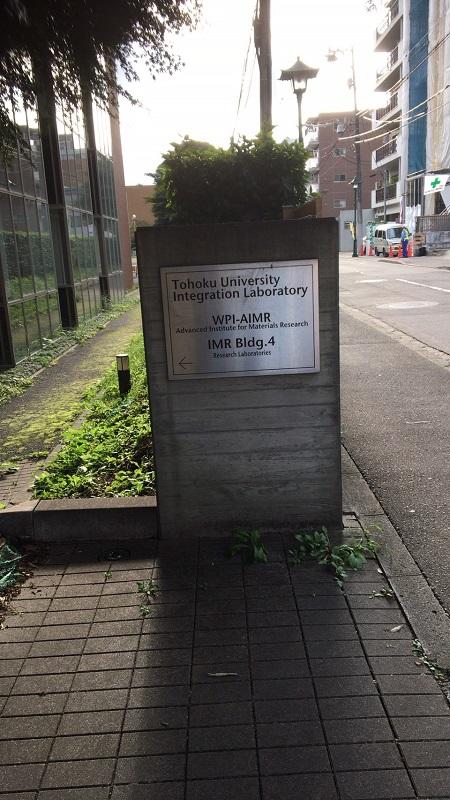 Tohoku University
Integration Laboratory
WPI-AIMR
Advanced Institute for Materials Research
IMR Bldg.4
Research Laboratories